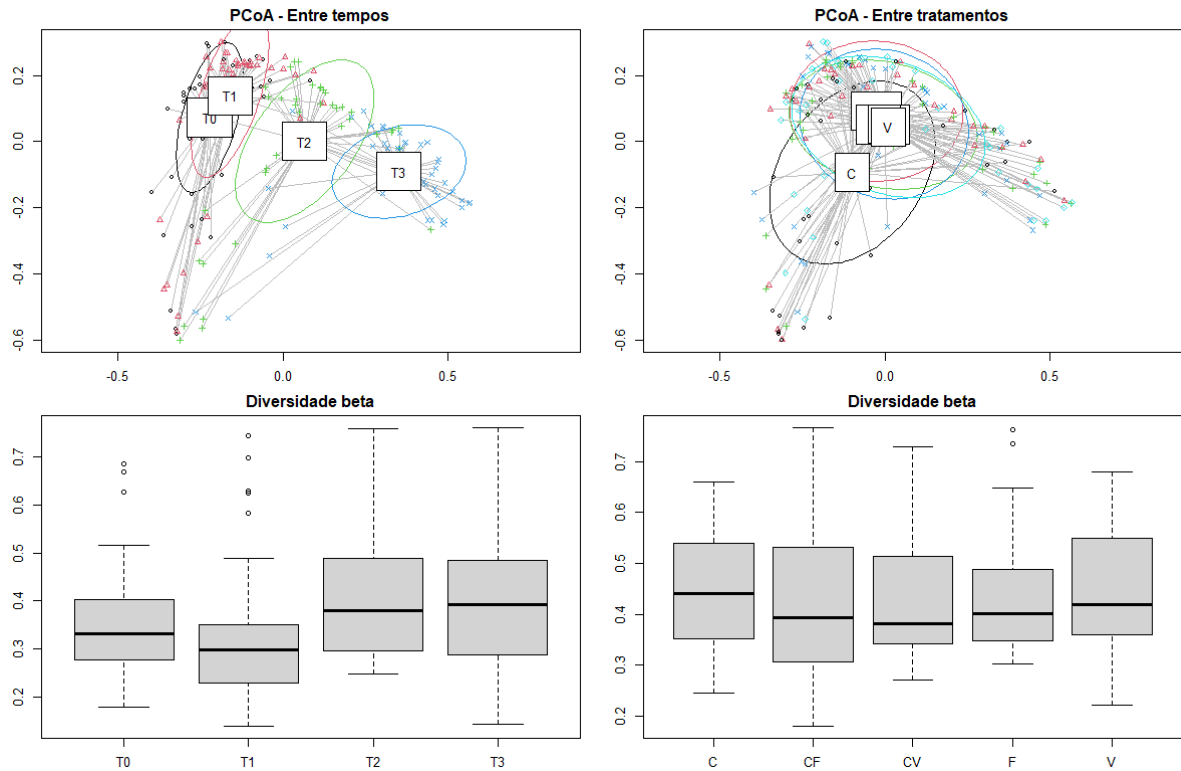 PCoA - Entre tempos
0.2
0.0
-0.2
-0.4
-0.6
T1
T0
T2
T3
-0.5
0.0
0.5
PCoA - Entre tratamentos
0.2
0.0
-0.2
-0.4
-0.6
V
C
-0.5
0.0
0.5
Diversidade beta
0.7
0.6
0.5
0.4
0.3
0.2
T0
T1
T2
T3
Diversidade beta
0.7
0.6
0.5
0.4
0.3
0.2
C
CF
CV
F
V